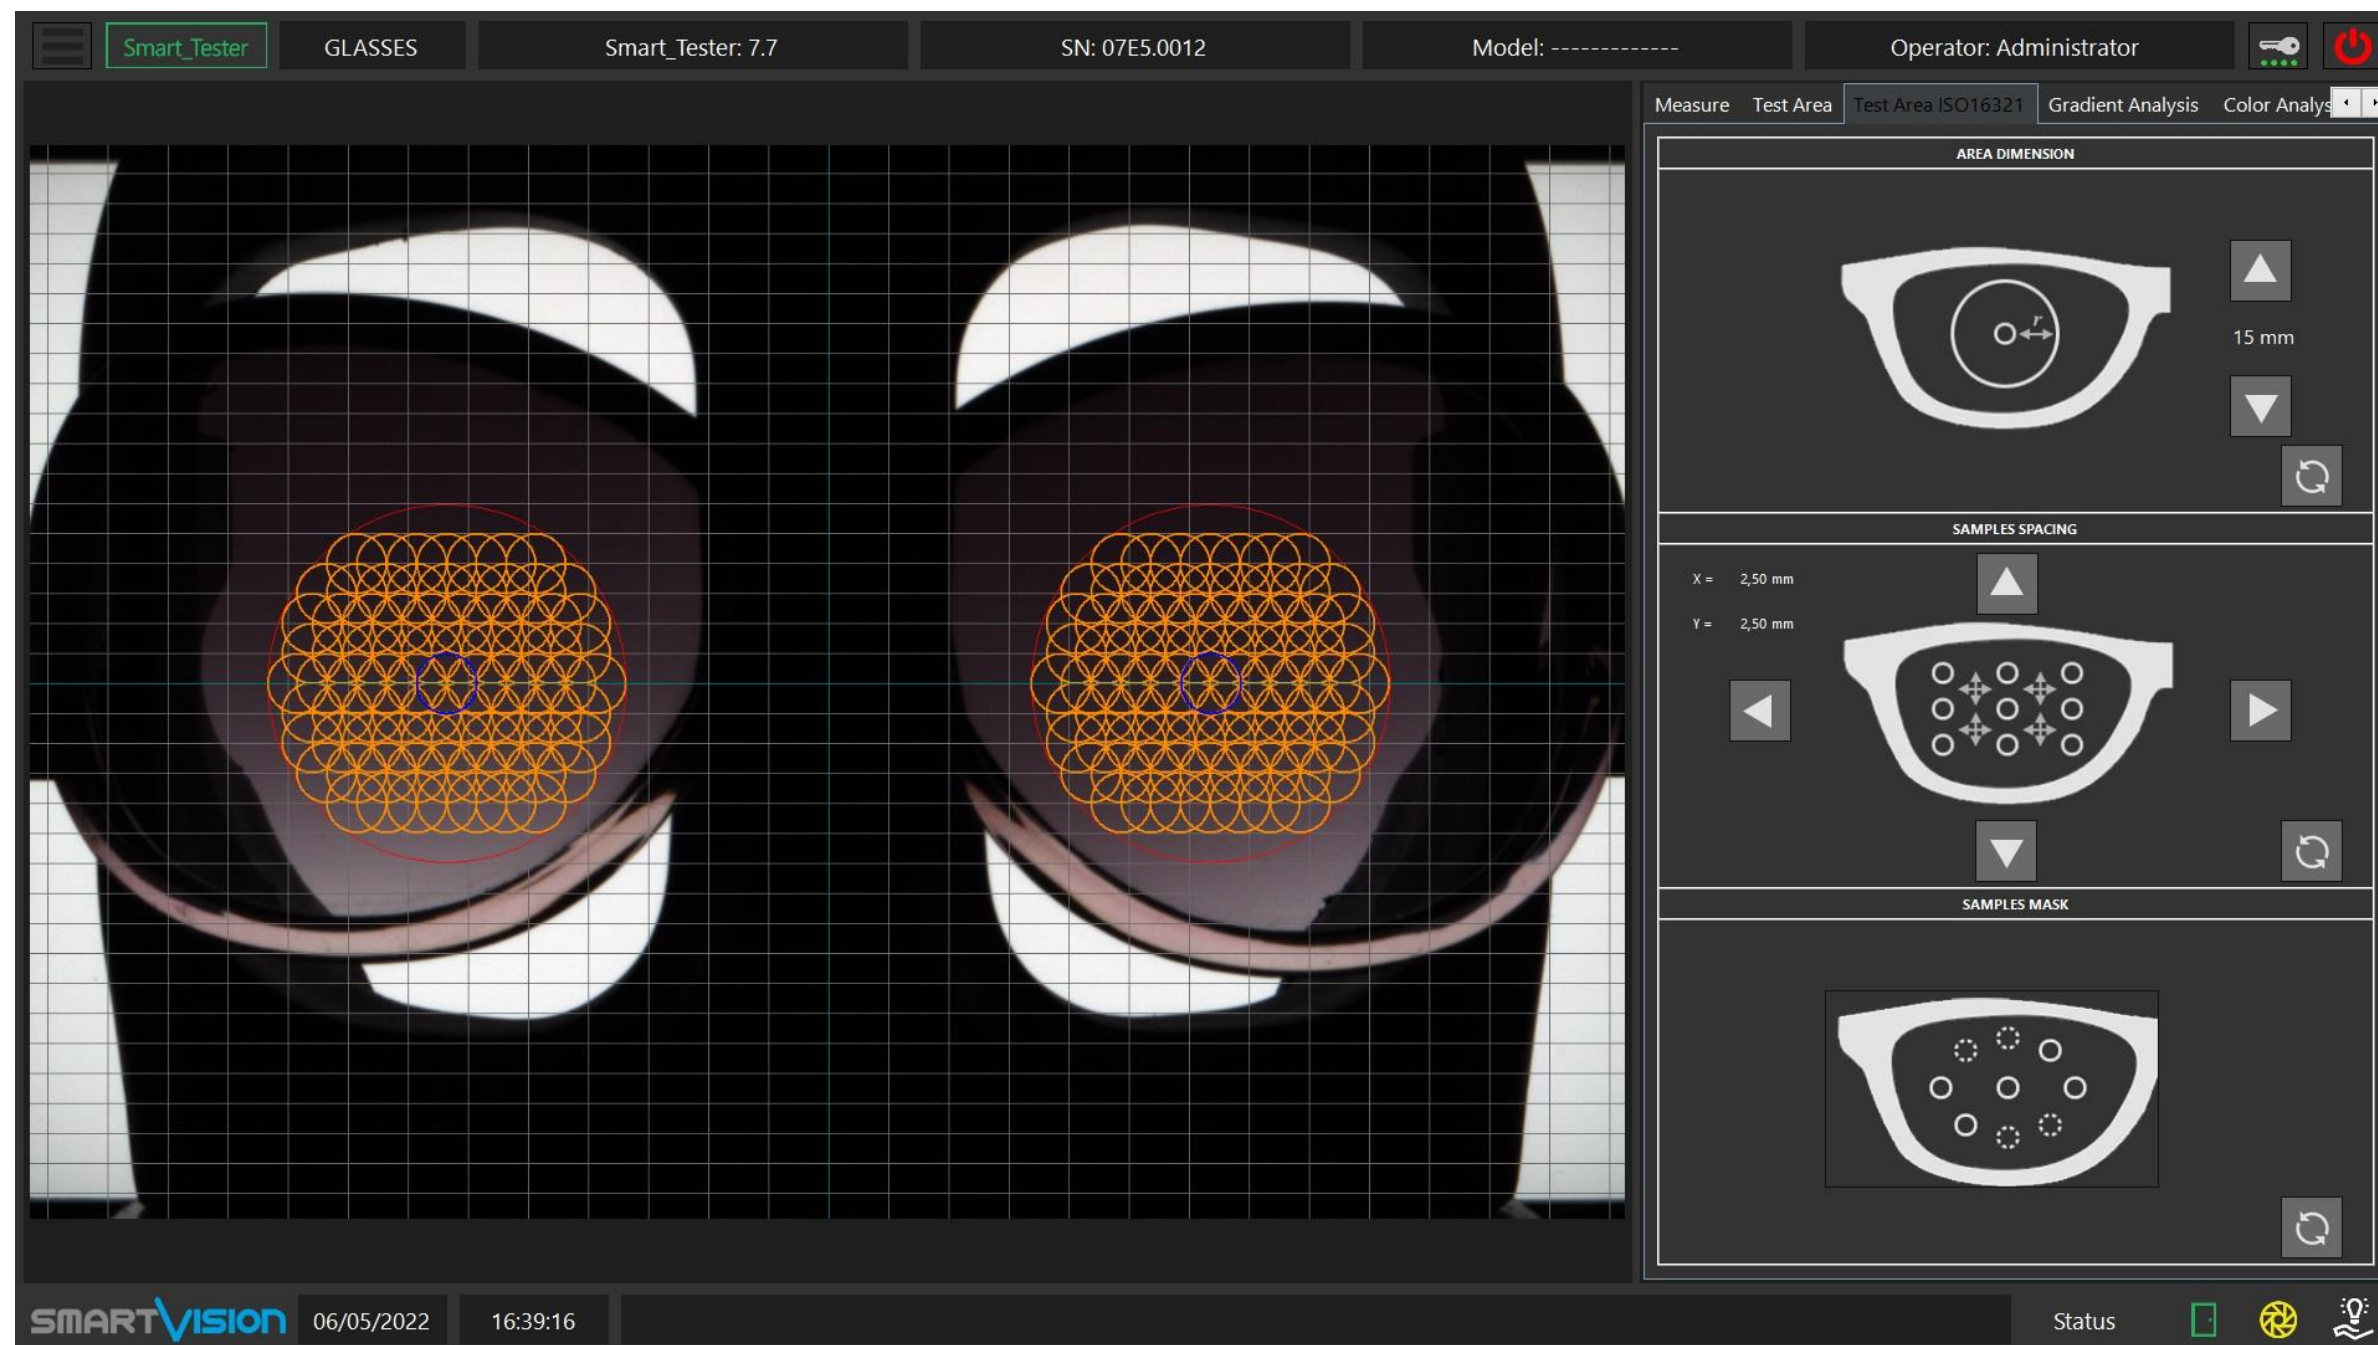 Smart_Tester GLASSES Smart_Tester: 7.7 SN: 07E5.0012 Model: ------------- Operator: Administrator
Measure Test Area Test Area ISO16321 Gradient Analysis Color Analys
AREA DIMENSION
r
15 mm
SAMPLES SPACING
X = 2,50 mm
Y = 2,50 mm
SAMPLES MASK
SMARTVISION 06/05/2022 16:39:16 Status